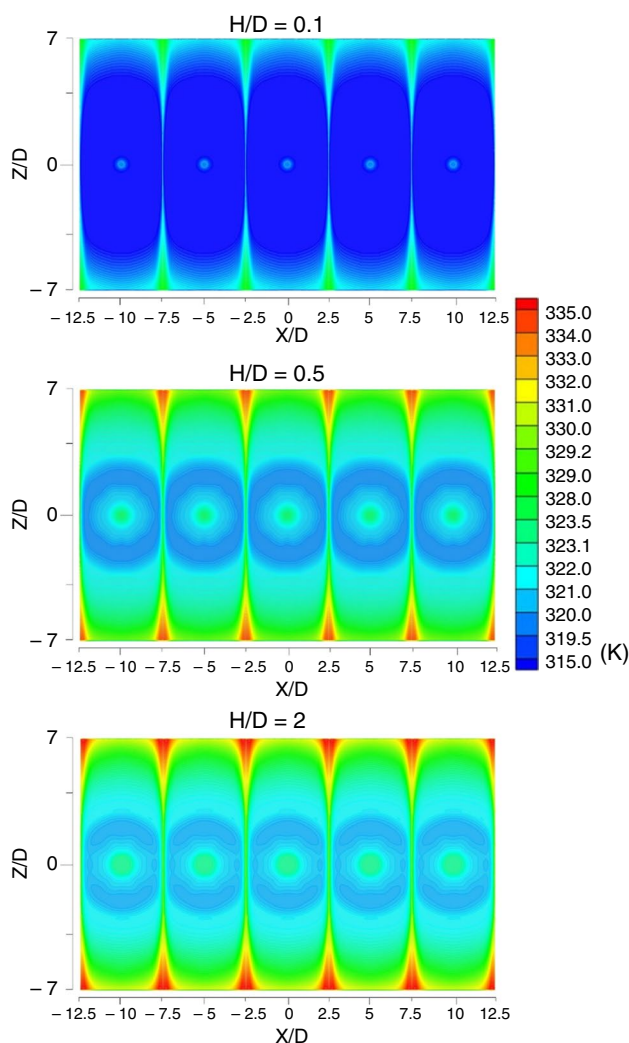 H/D = 0.1
7
Z/D
0
– 7
– 12.5 – 10 – 7.5 – 5 – 2.5 0 2.5 5 7.5 10 12.5
X/D
H/D = 0.5
7
Z/D
0
– 7
– 12.5 – 10 – 7.5 – 5 – 2.5 0 2.5 5 7.5 10 12.5
X/D
335.0
334.0
333.0
332.0
331.0
330.0
329.2
329.0
328.0
323.5
323.1
322.0
321.0
320.0
319.5
315.0 (K)
H/D = 2
7
Z/D
0
– 7
– 12.5 – 10 – 7.5 – 5 – 2.5 0 2.5 5 7.5 10 12.5
X/D